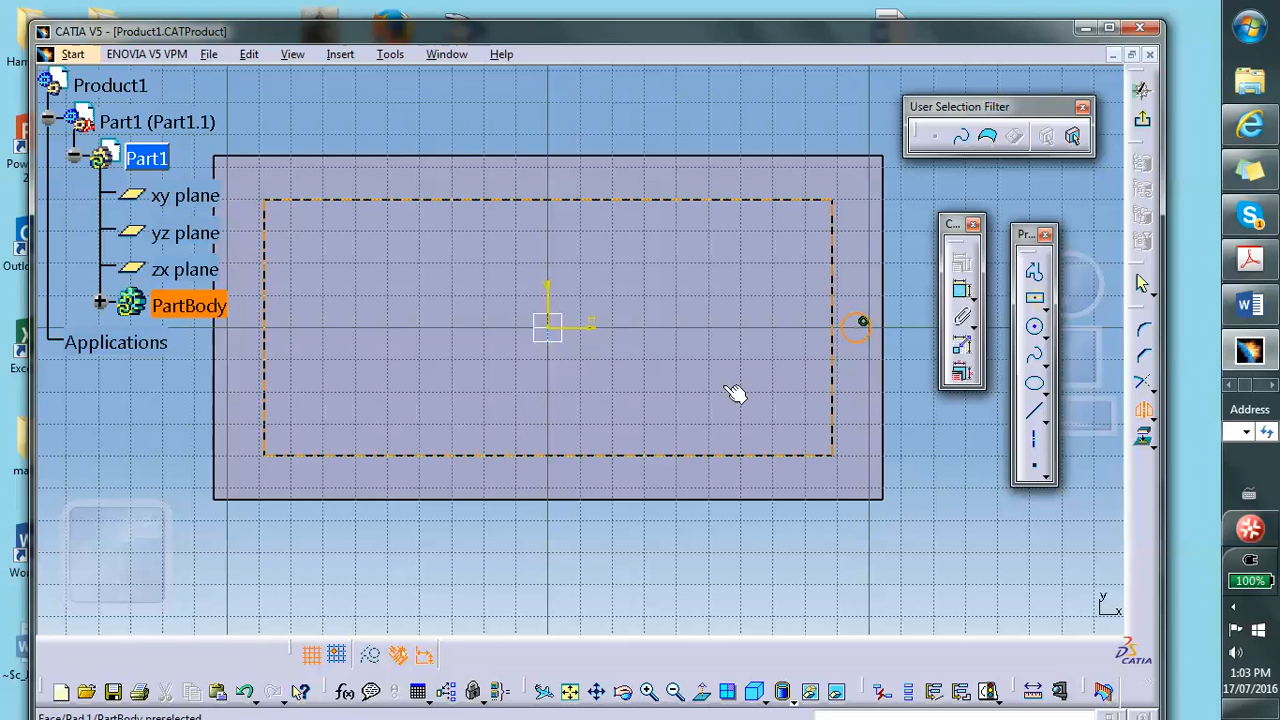 CATIA V5 - [Product1.CATProduct]
Start ENOVIA V5 VPM File Edit View Insert Tools Window Help
Product1
Part1 (Part1.1)
Part1
xy plane
yz plane
zx plane
PartBody
Applications
User Selection Filter
C...
Pr...
y
x
CATIA
f(x)
Face/Pad.1/PartBody preselected
Address
100%
1:03 PM
17/07/2016